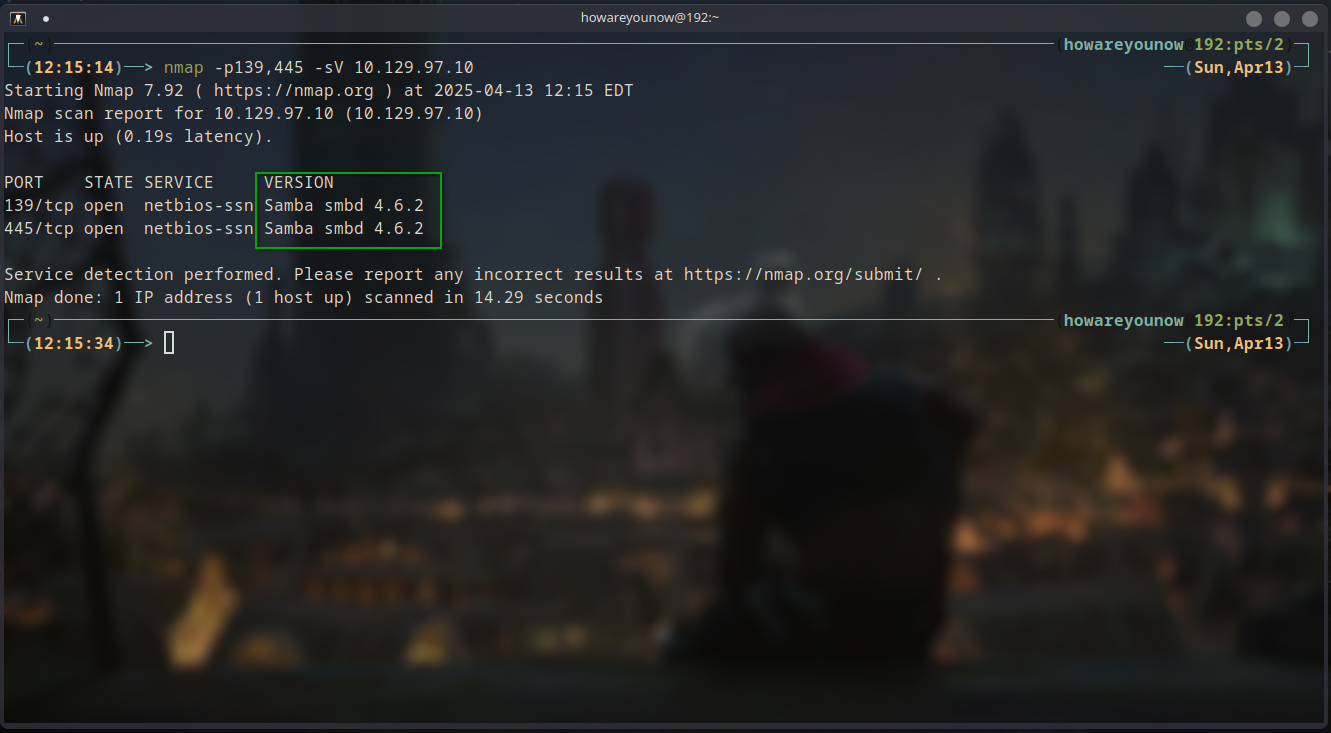 howareyounow@192:~
(~) (howareyounow 192:pts/2)
(12:15:14)──> nmap -p139,445 -sV 10.129.97.10 ──(Sun,Apr13)
Starting Nmap 7.92 ( https://nmap.org ) at 2025-04-13 12:15 EDT
Nmap scan report for 10.129.97.10 (10.129.97.10)
Host is up (0.19s latency).
PORT    STATE SERVICE     VERSION
139/tcp open  netbios-ssn Samba smbd 4.6.2
445/tcp open  netbios-ssn Samba smbd 4.6.2
Service detection performed. Please report any incorrect results at https://nmap.org/submit/ .
Nmap done: 1 IP address (1 host up) scanned in 14.29 seconds
(~) (howareyounow 192:pts/2)
(12:15:34)──> ──(Sun,Apr13)